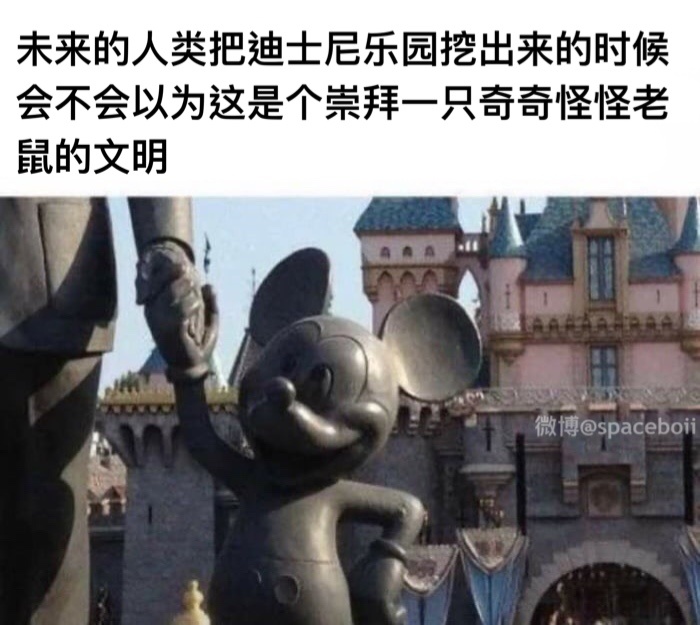 未来的人类把迪士尼乐园挖出来的时候
会不会以为这是个崇拜一只奇奇怪怪老
鼠的文明
微博@spaceboii